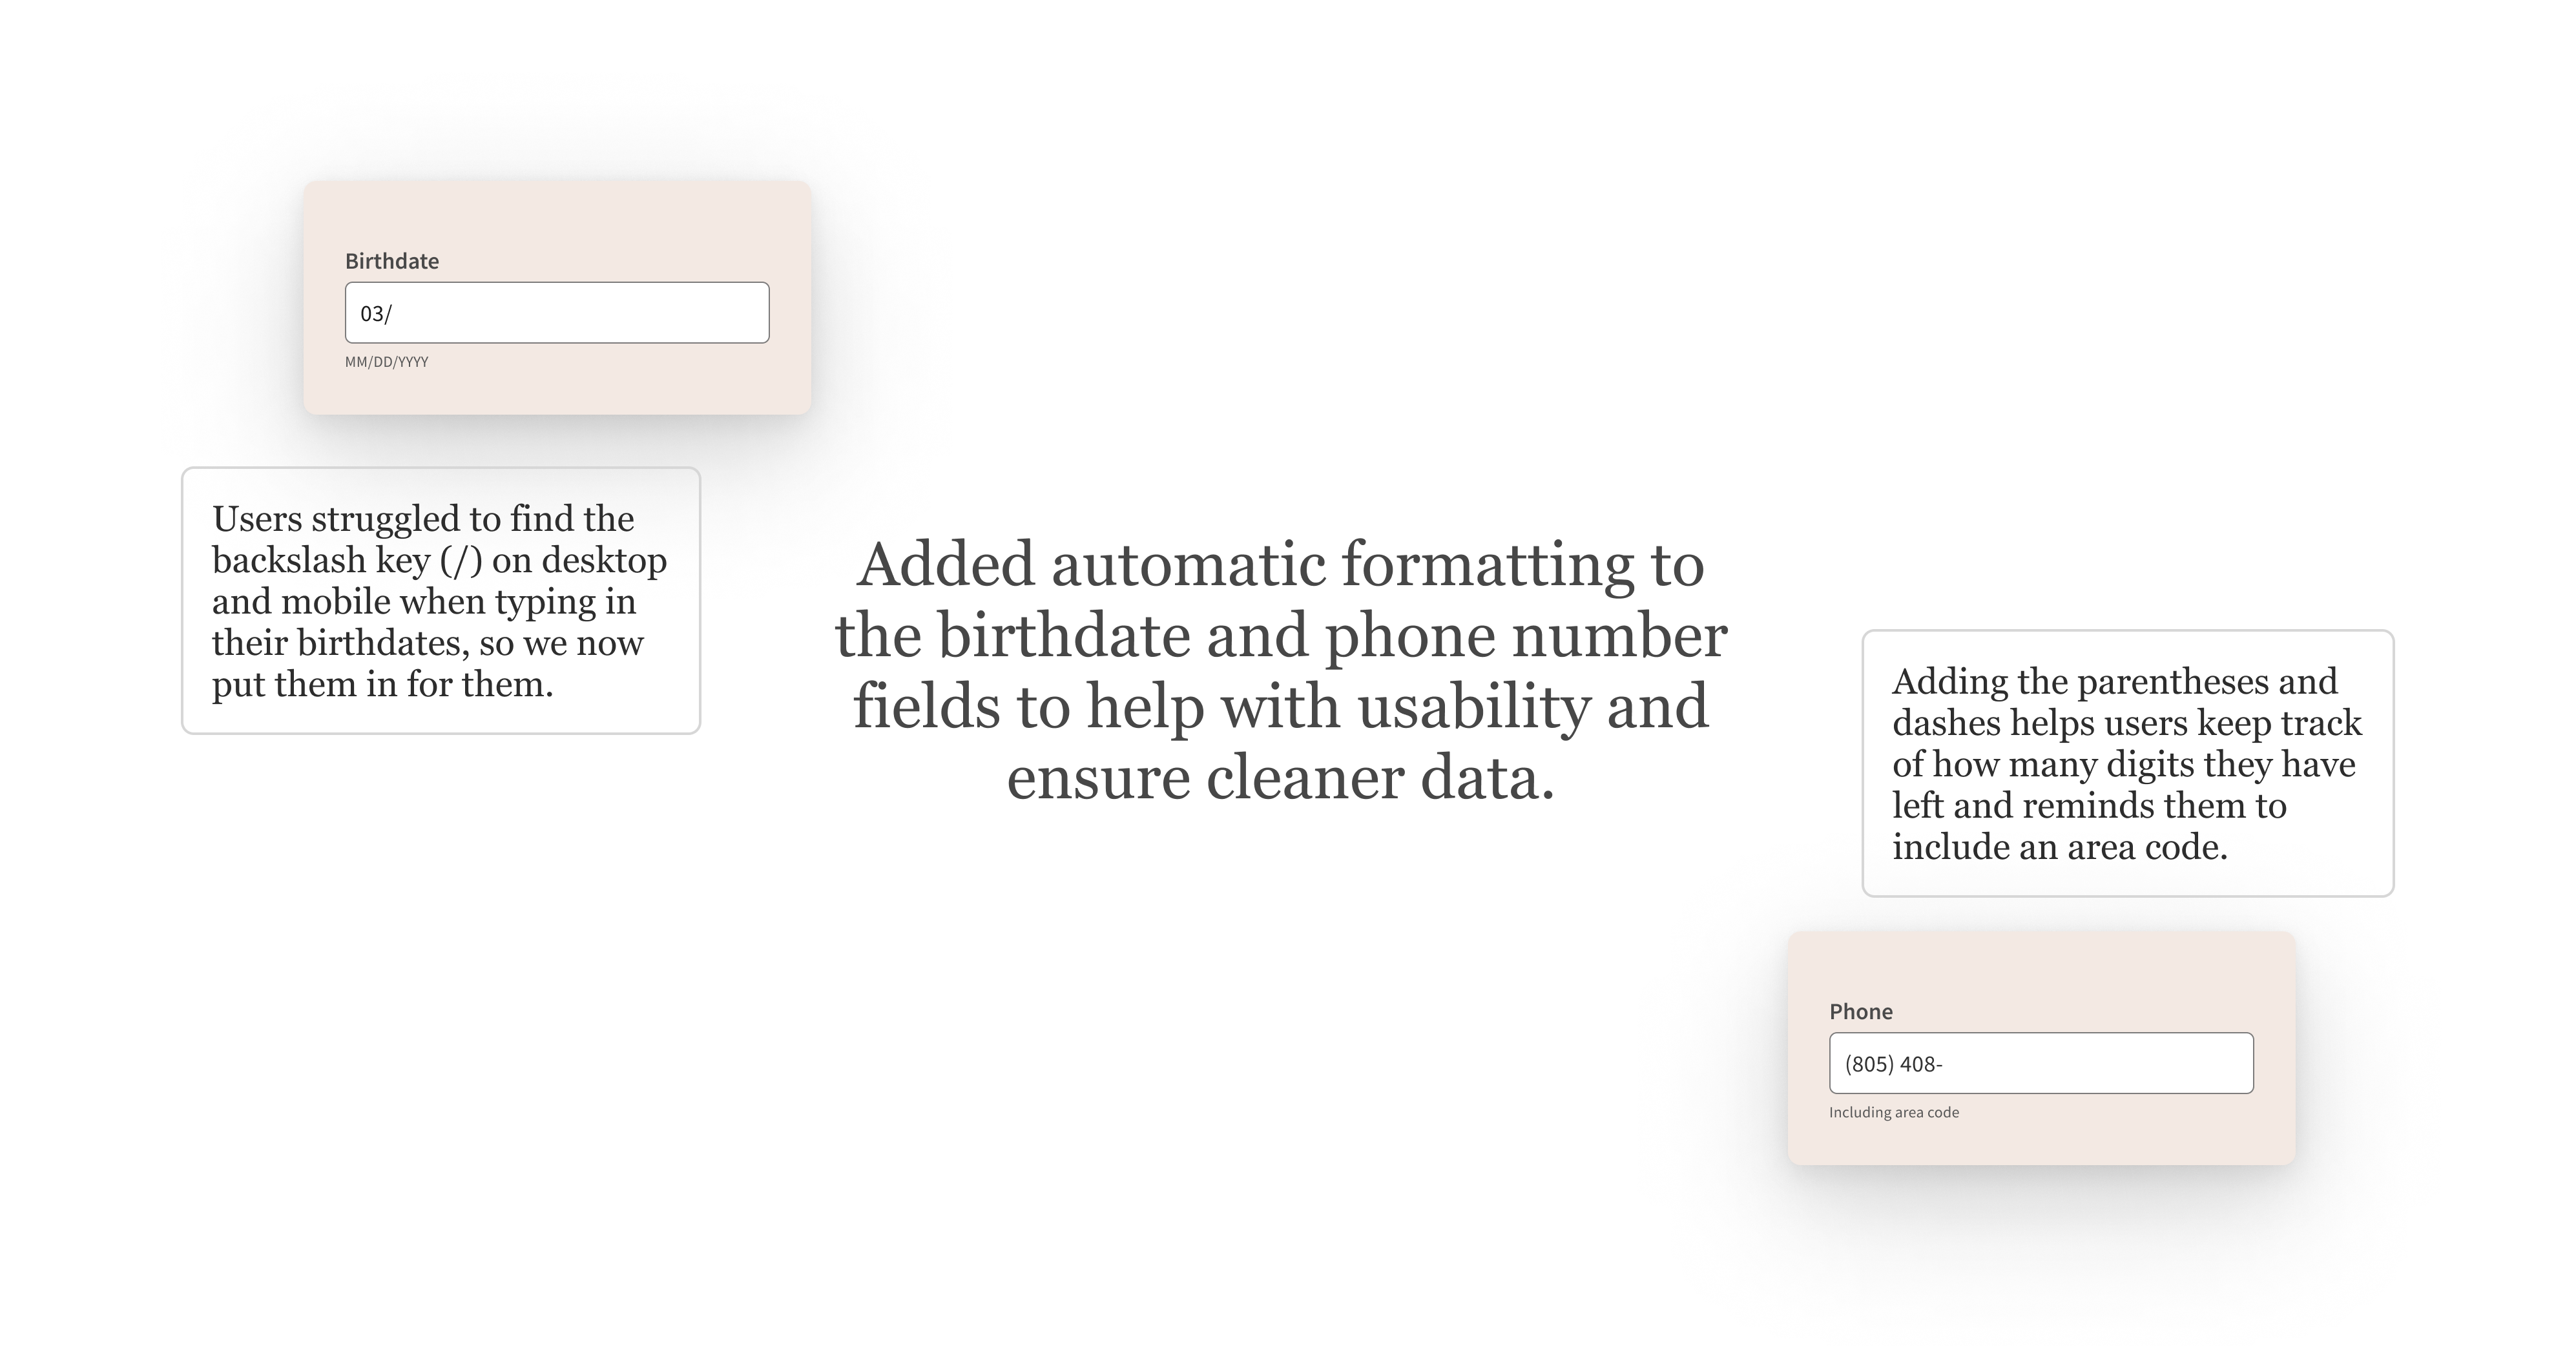 Birthdate
03/
MM/DD/YYYY
Users struggled to find the
backslash key (/) on desktop
and mobile when typing in
their birthdates, so we now
put them in for them.
Added automatic formatting to
the birthdate and phone number
fields to help with usability and
ensure cleaner data.
Adding the parentheses and
dashes helps users keep track
of how many digits they have
left and reminds them to
include an area code.
Phone
(805) 408-
Including area code